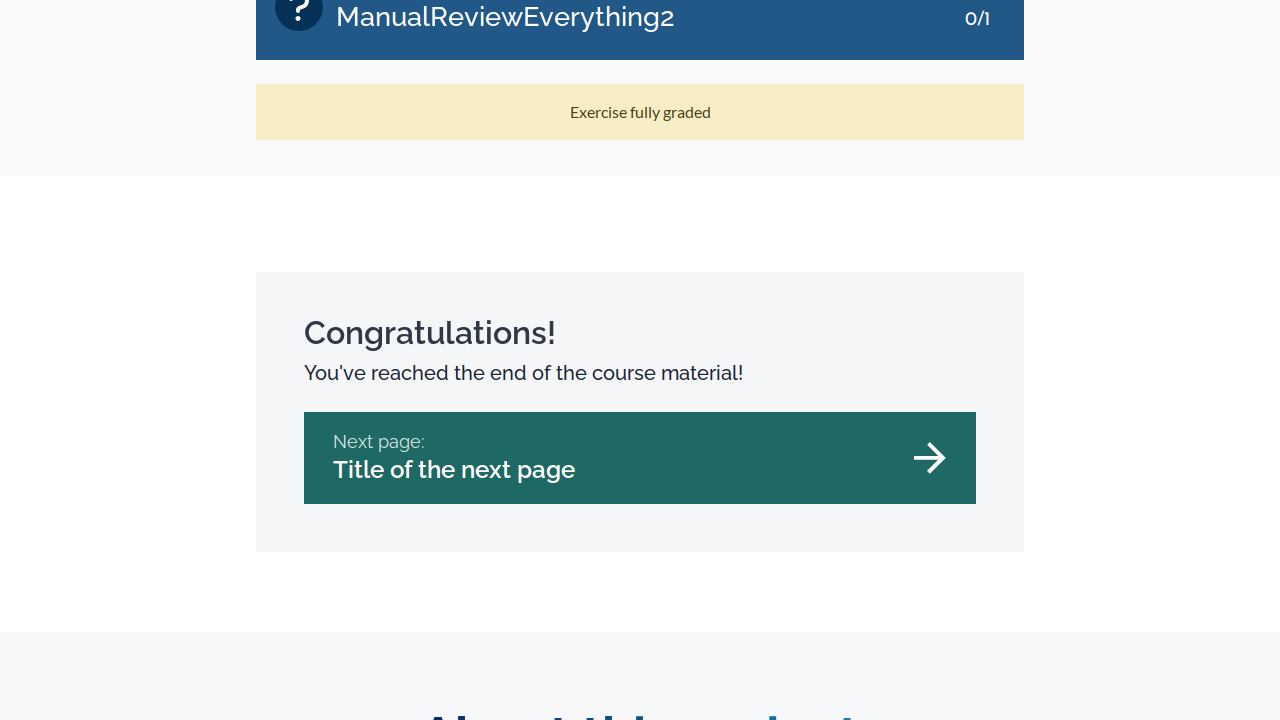 ?
ManualReviewEverything2
0/1
Exercise fully graded
Congratulations!
You've reached the end of the course material!
Next page:
Title of the next page